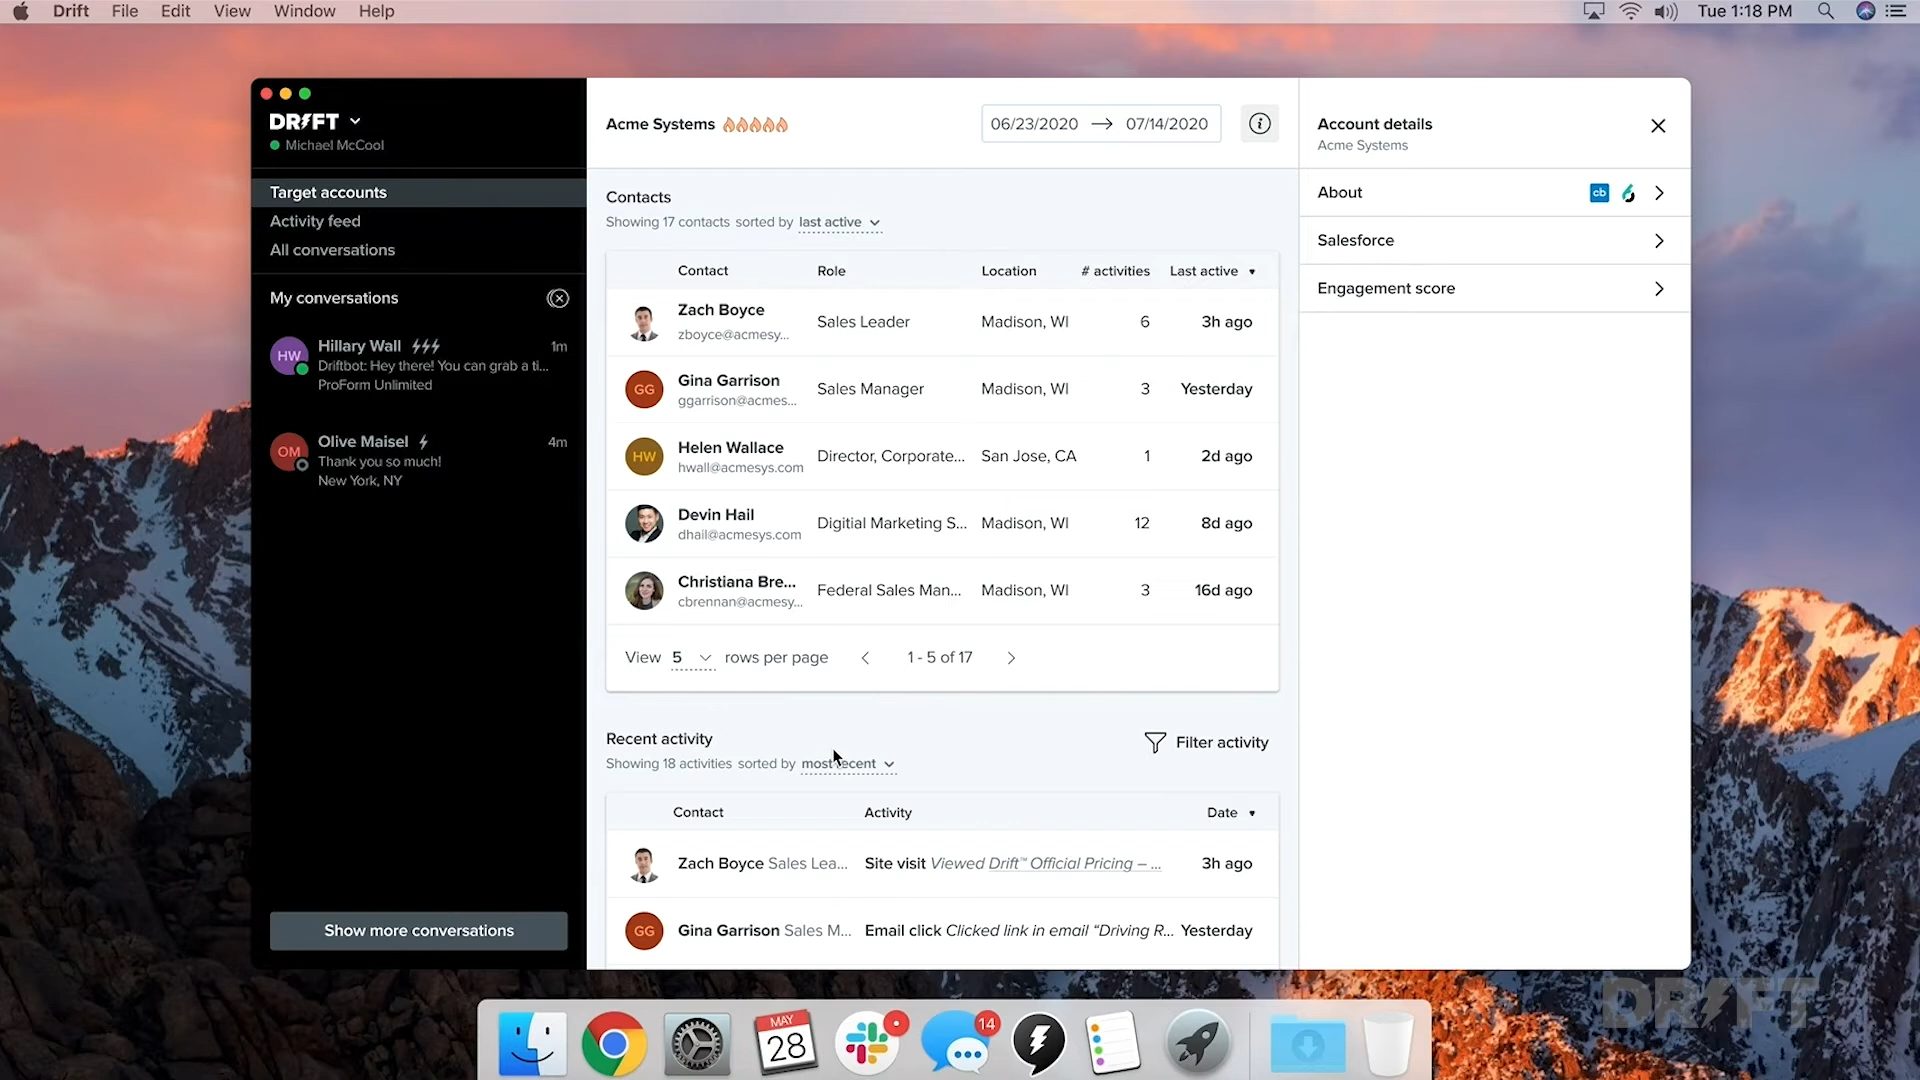 Drift File Edit View Window Help Tue 1:18 PM
DRIFT
Michael McCool
Target accounts
Activity feed
All conversations
My conversations
HW
Hillary Wall 1m
Driftbot: Hey there! You can grab a ti...
ProForm Unlimited
OM
Olive Maisel 4m
Thank you so much!
New York, NY
Show more conversations
Acme Systems 06/23/2020 → 07/14/2020
Contacts
Showing 17 contacts sorted by last active
Contact Role Location # activities Last active
Zach Boyce Sales Leader Madison, WI 6 3h ago
zboyce@acmesy...
GG Gina Garrison Sales Manager Madison, WI 3 Yesterday
ggarrison@acmes...
HW Helen Wallace Director, Corporate... San Jose, CA 1 2d ago
hwall@acmesys.com
Devin Hail Digitial Marketing S... Madison, WI 12 8d ago
dhail@acmesys.com
Christiana Bre... Federal Sales Man... Madison, WI 3 16d ago
cbrennan@acmesy...
View 5 rows per page 1 - 5 of 17
Recent activity Filter activity
Showing 18 activities sorted by most recent
Contact Activity Date
Zach Boyce Sales Lea... Site visit Viewed Drift™ Official Pricing – ... 3h ago
GG Gina Garrison Sales M... Email click Clicked link in email “Driving R... Yesterday
Account details
Acme Systems
About cb
Salesforce
Engagement score
MAY
28
14
DRIFT